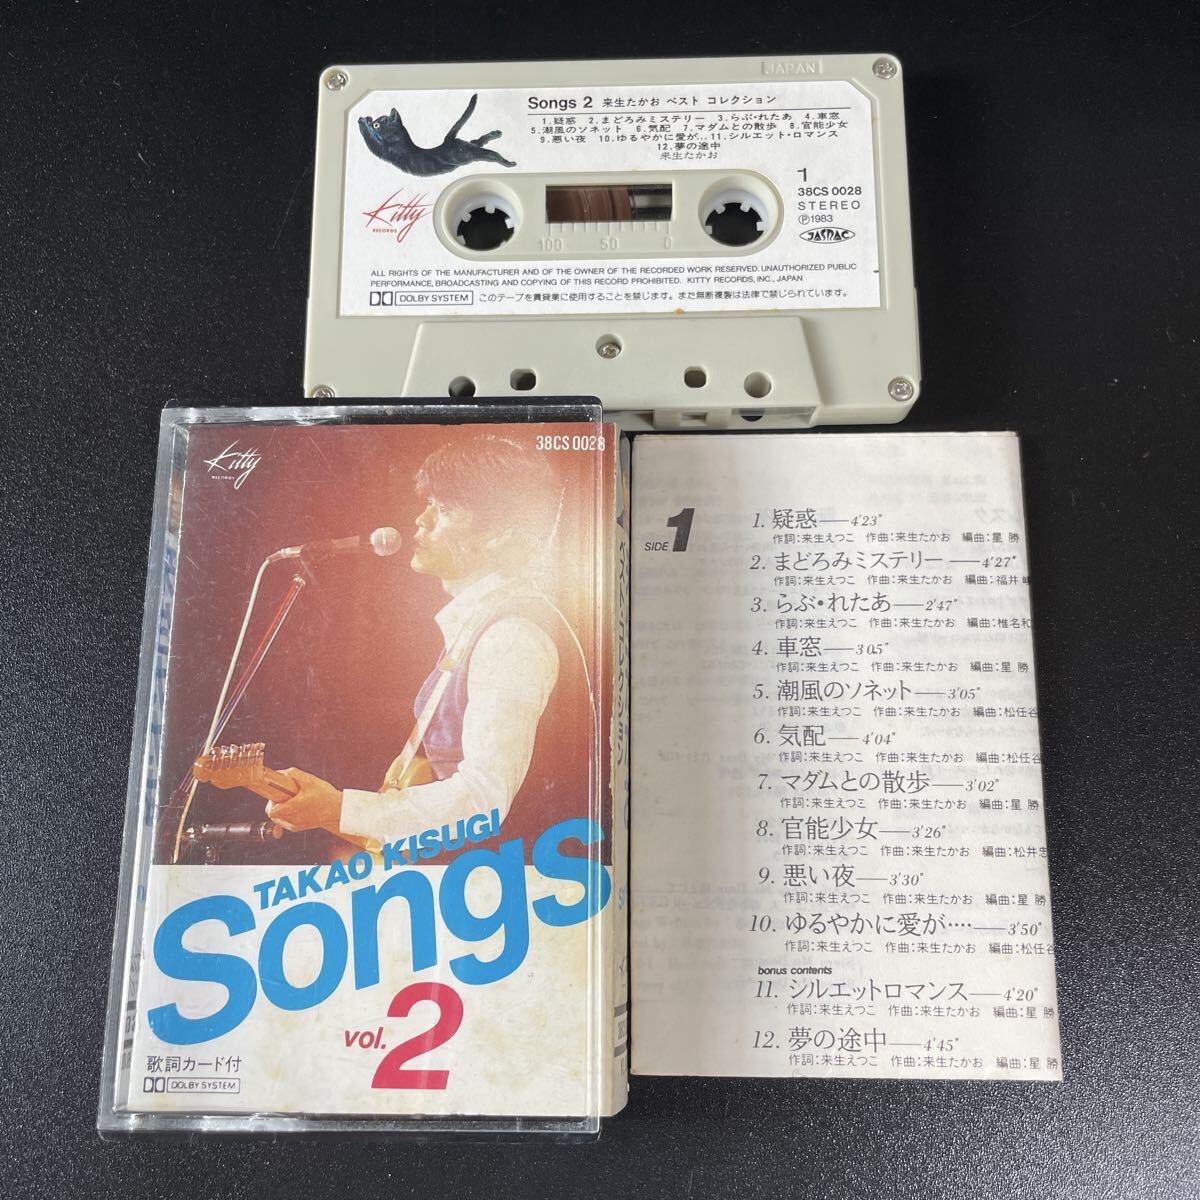 JAPAN
Songs 2 来生たかお ベスト コレクション
1.疑惑 2.まどろみミステリー 3.らぶ・れたあ 4.車窓
5.潮風のソネット 6.気配 7.マダムとの散歩 8.官能少女
9.悪い夜 10.ゆるやかに愛が… 11.シルエット・ロマンス
12.夢の途中
来生たかお
Kitty
RECORDS
1
38CS 0028
STEREO
Ⓟ1983
JASRAC
100 50 0
ALL RIGHTS OF THE MANUFACTURER AND OF THE OWNER OF THE RECORDED WORK RESERVED. UNAUTHORIZED PUBLIC
PERFORMANCE, BROADCASTING AND COPYING OF THIS RECORD PROHIBITED. KITTY RECORDS, INC., JAPAN
DOLBY SYSTEM このテープを賃貸業に使用することを禁じます。また無断複製は法律で禁じられています。
Kitty
RECORDS
38CS 0028
TAKAO KISUGI
Songs
vol. 2
歌詞カード付
DOLBY SYSTEM
SIDE 1
1. 疑惑—4'23"
作詞:来生えつこ 作曲:来生たかお 編曲:星 勝
2. まどろみミステリー—4'27"
作詞:来生えつこ 作曲:来生たかお 編曲:福井
3. らぶ・れたあ—2'47"
作詞:来生えつこ 作曲:来生たかお 編曲:椎名和
4. 車窓—3'05"
作詞:来生えつこ 作曲:来生たかお 編曲:星 勝
5. 潮風のソネット—3'05"
作詞:来生えつこ 作曲:来生たかお 編曲:松任谷
6. 気配—4'04"
作詞:来生えつこ 作曲:来生たかお 編曲:松任谷
7. マダムとの散歩—3'02"
作詞:来生えつこ 作曲:来生たかお 編曲:星 勝
8. 官能少女—3'26"
作詞:来生えつこ 作曲:来生たかお 編曲:松井忠
9. 悪い夜—3'30"
作詞:来生えつこ 作曲:来生たかお 編曲:星 勝
10. ゆるやかに愛が‥‥—3'50"
作詞:来生えつこ 作曲:来生たかお 編曲:松任谷
bonus contents
11. シルエットロマンス—4'20"
作詞:来生えつこ 作曲:来生たかお 編曲:星 勝
12. 夢の途中—4'45"
作詞:来生えつこ 作曲:来生たかお 編曲:星 勝